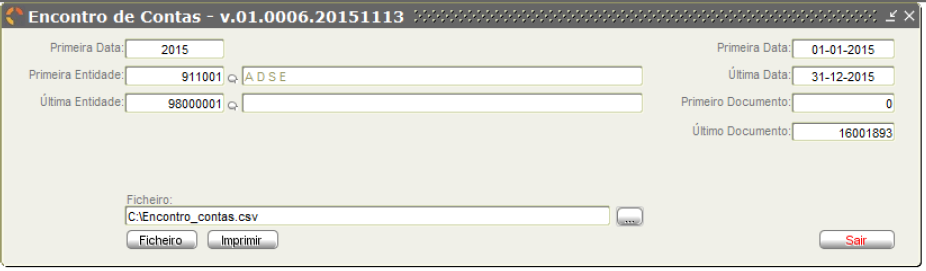 Encontro de Contas - v.01.0006.20151113
Primeira Data: 2015 Primeira Data: 01-01-2015
Primeira Entidade: 911001 A D S E Última Data: 31-12-2015
Última Entidade: 98000001 Primeiro Documento: 0
Último Documento: 16001893
Ficheiro:
C:\Encontro_contas.csv ...
Ficheiro Imprimir Sair